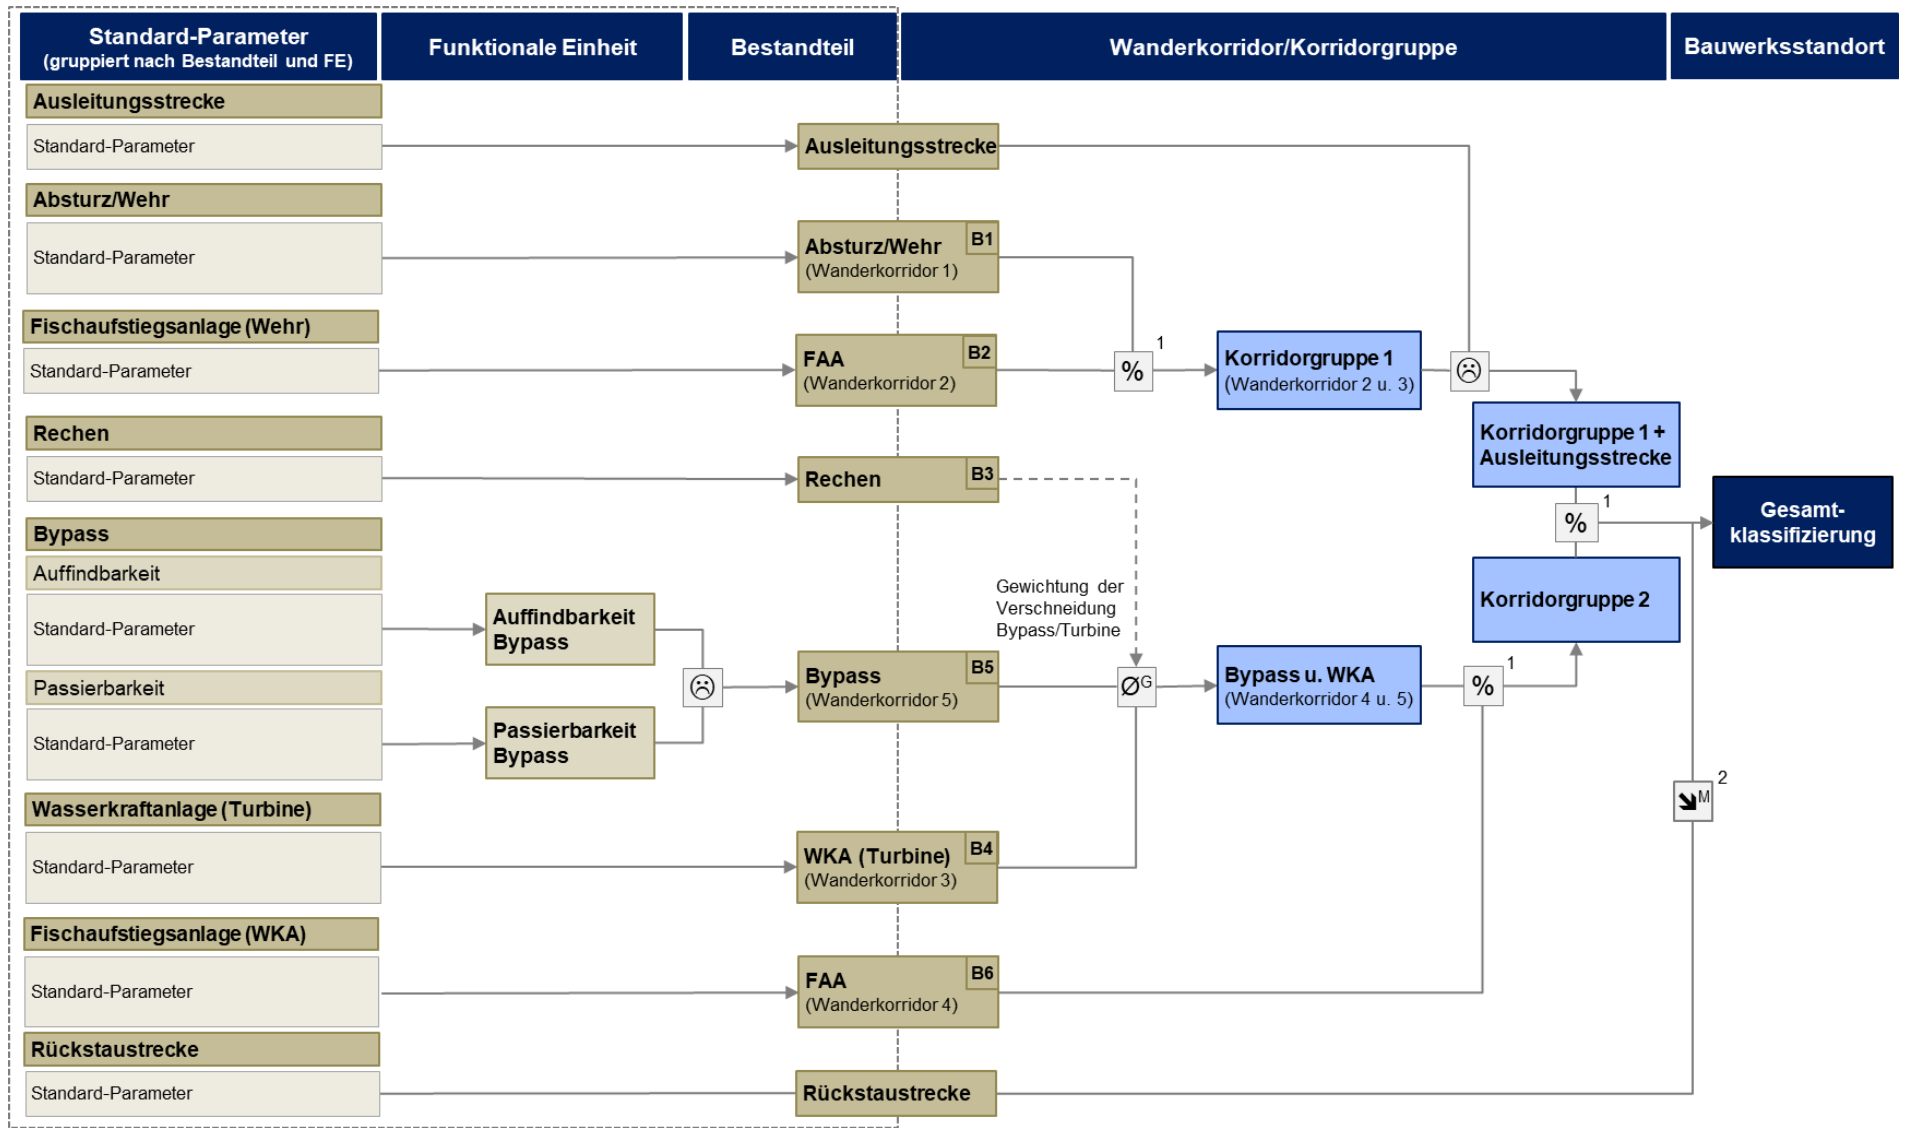 Standard-Parameter
(gruppiert nach Bestandteil und FE)
Funktionale Einheit
Bestandteil
Wanderkorridor/Korridorgruppe
Bauwerksstandort
Ausleitungsstrecke
Standard-Parameter
Ausleitungsstrecke
Absturz/Wehr
Standard-Parameter
Absturz/Wehr
(Wanderkorridor 1)
B1
Fischaufstiegsanlage (Wehr)
Standard-Parameter
FAA
(Wanderkorridor 2)
B2
%
1
Korridorgruppe 1
(Wanderkorridor 2 u. 3)
☹
Korridorgruppe 1 +
Ausleitungsstrecke
Rechen
Standard-Parameter
Rechen
B3
Gewichtung der
Verschneidung
Bypass/Turbine
%
1
Gesamt-
klassifizierung
Korridorgruppe 2
Bypass
Auffindbarkeit
Standard-Parameter
Auffindbarkeit
Bypass
Passierbarkeit
Standard-Parameter
Passierbarkeit
Bypass
☹
Bypass
(Wanderkorridor 5)
B5
ØG
Bypass u. WKA
(Wanderkorridor 4 u. 5)
%
1
Wasserkraftanlage (Turbine)
Standard-Parameter
WKA (Turbine)
(Wanderkorridor 3)
B4
M
2
Fischaufstiegsanlage (WKA)
Standard-Parameter
FAA
(Wanderkorridor 4)
B6
Rückstaustrecke
Standard-Parameter
Rückstaustrecke